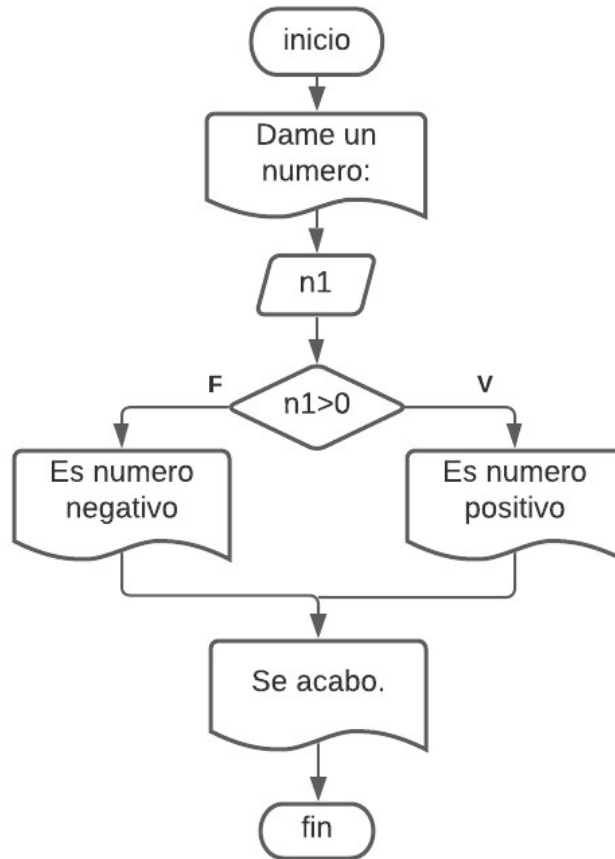 inicio
Dame un
numero:
n1
n1>0
F
V
Es numero
negativo
Es numero
positivo
Se acabo.
fin